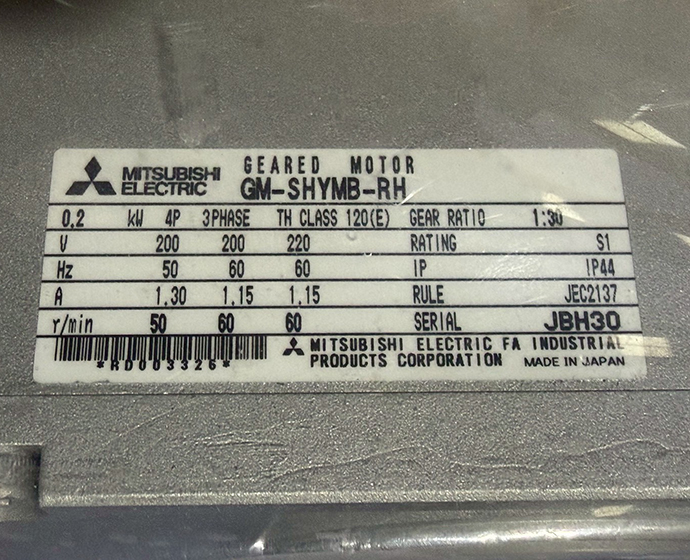 MITSUBISHI ELECTRIC GEARED MOTOR
GM-SHYMB-RH
0.2 kW 4P 3PHASE TH CLASS 120(E) GEAR RATIO 1:30
V 200 200 220 RATING S1
Hz 50 60 60 IP IP44
A 1.30 1.15 1.15 RULE JEC2137
r/min 50 60 60 SERIAL JBH30
*RD003326*
MITSUBISHI ELECTRIC FA INDUSTRIAL
PRODUCTS CORPORATION MADE IN JAPAN